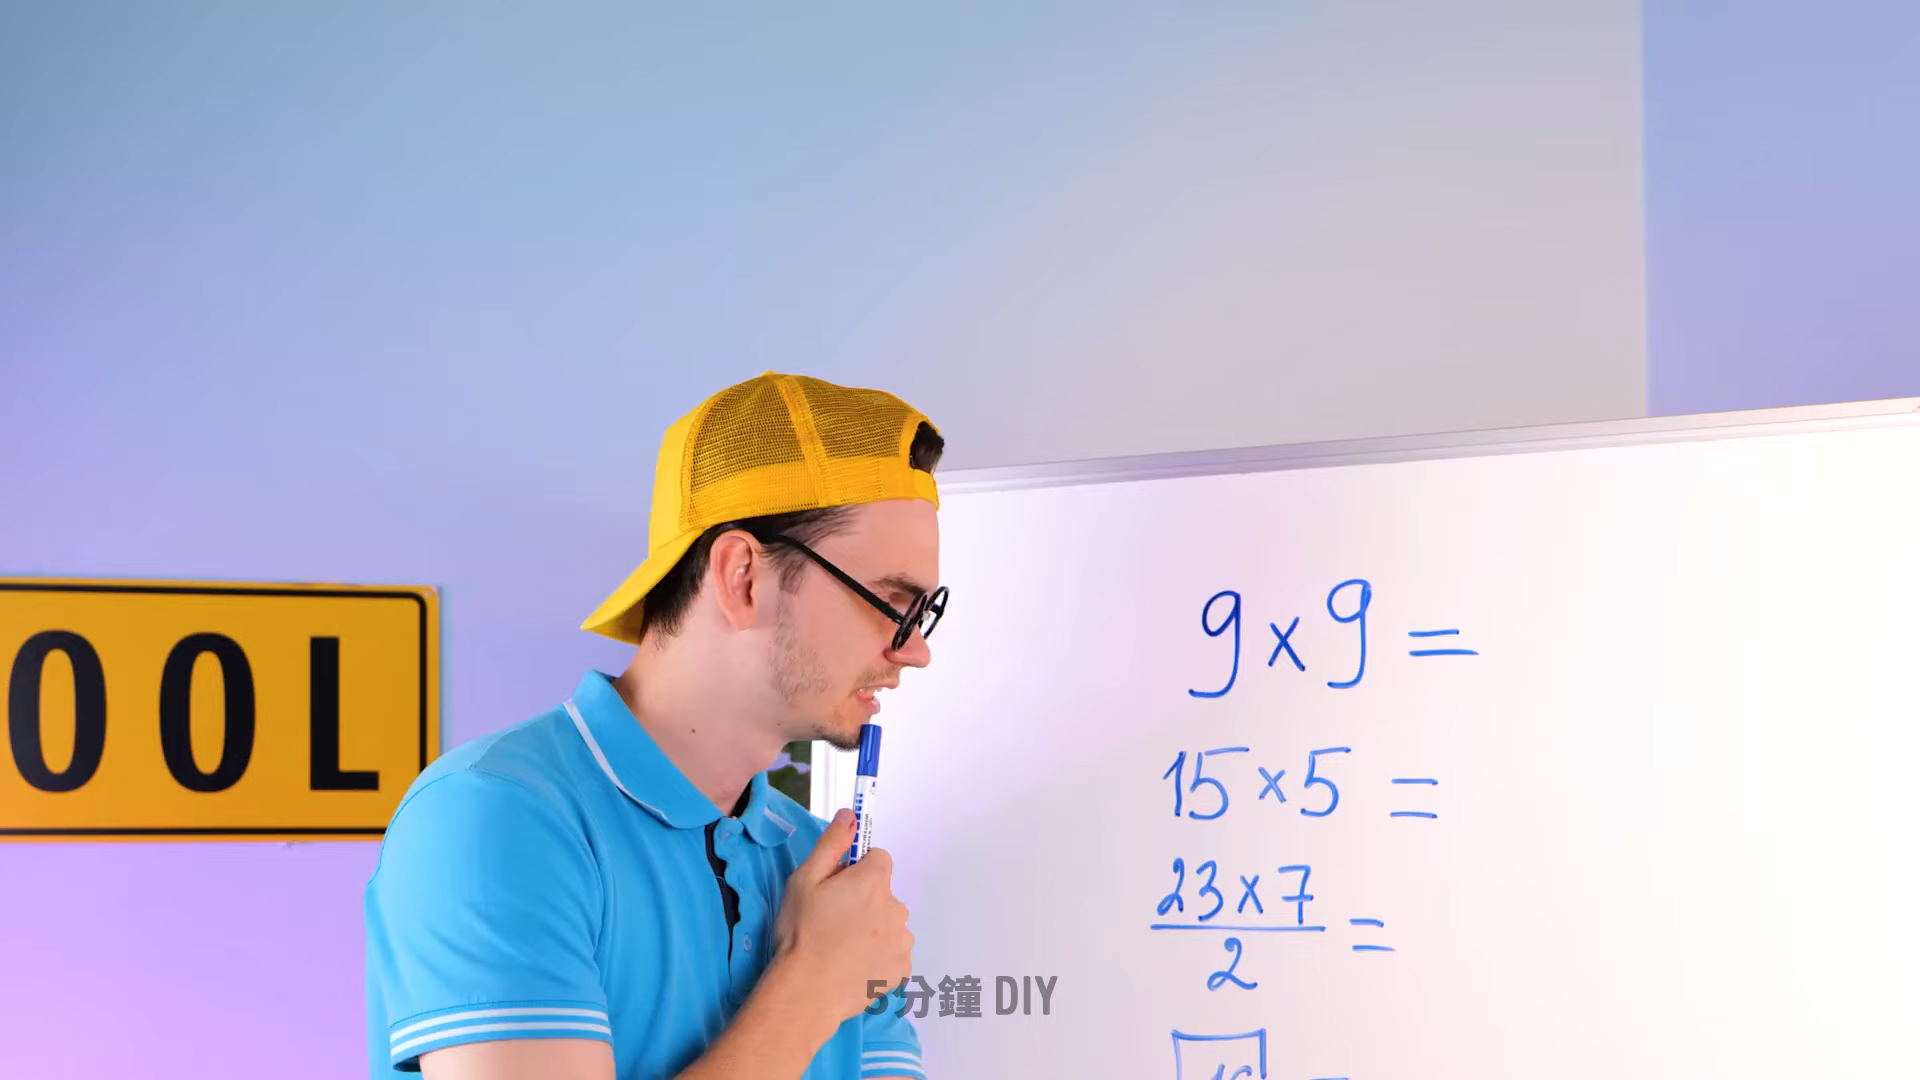 OOL
9x9=
15x5=
23x7
2
=
5分鐘 DIY